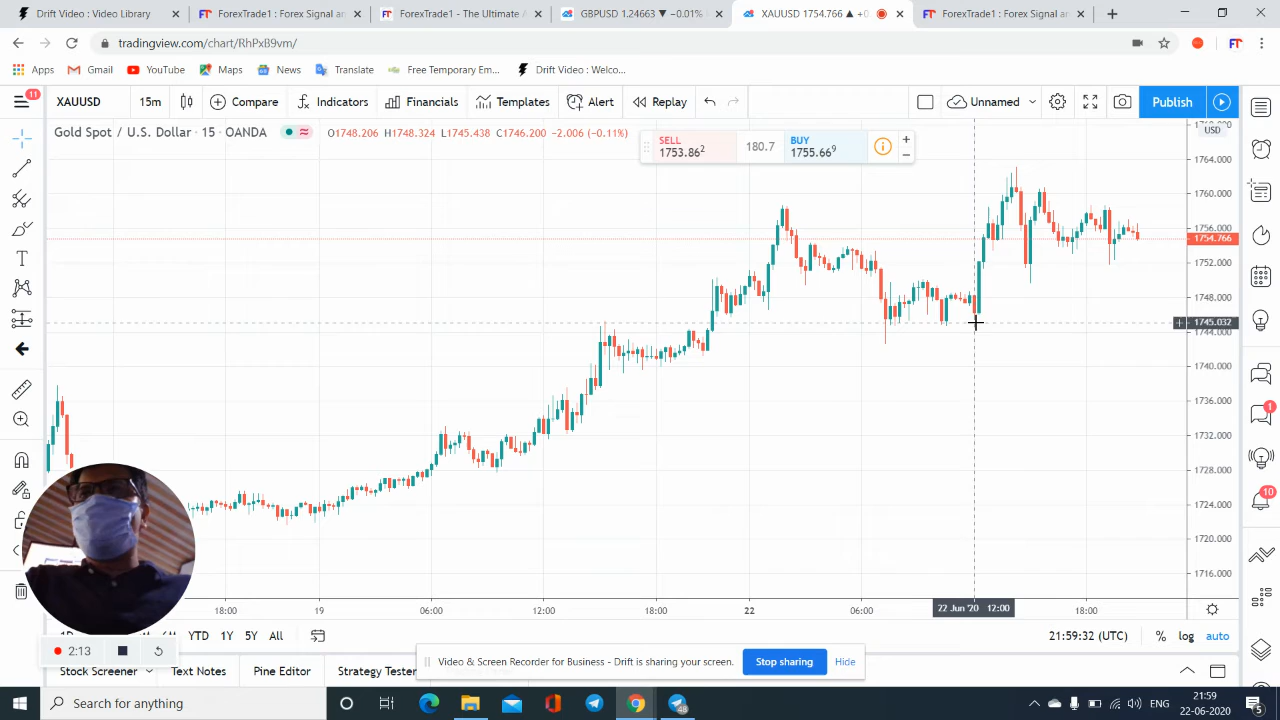 Drift Video : Video Library
ForexTrade1 : Forex Signal an
ForexTrade1 - The Ultimate A
GBPUSD 1.24663 ▼ −0.01%
XAUUSD 1754.766 ▲
ForexTrade1 : Forex Signal an
tradingview.com/chart/RhPxB9vm/
FT
Apps
Gmail
YouTube
Maps
News
Translate
Free Temporary Em...
Drift Video : Welco...
11
XAUUSD
15m
Compare
Indicators
Financials
Templates
Alert
Replay
Unnamed
Publish
Gold Spot / U.S. Dollar · 15 · OANDA
O1748.206 H1748.324 L1745.438 C1746.200 −2.006 (−0.11%)
SELL
1753.86²
180.7
BUY
1755.66⁹
USD
1768.000
1764.000
1760.000
1756.000
1754.766
1752.000
1748.000
1745.032
1744.000
1740.000
1736.000
1732.000
1728.000
1724.000
1720.000
1716.000
1
10
18:00
19
06:00
12:00
18:00
22
06:00
22 Jun '20 12:00
18:00
1D
YTD
1Y
5Y
All
21:59:32 (UTC)
%
log
auto
2:13
Video & Screen Recorder for Business - Drift is sharing your screen.
Stop sharing
Hide
Stock Screener
Text Notes
Pine Editor
Strategy Tester
Search for anything
21:59
22-06-2020
5